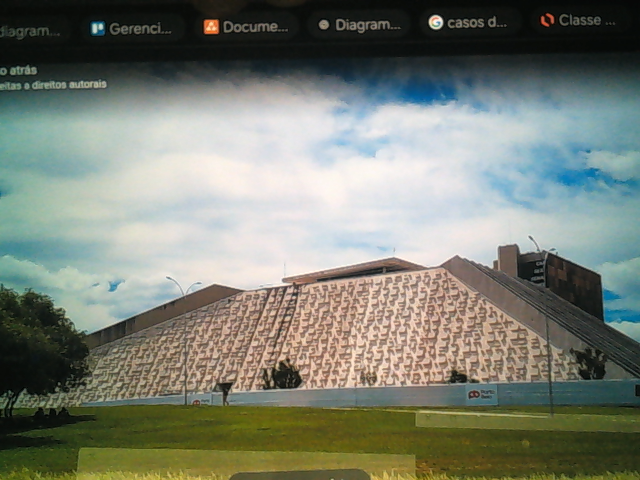 diagram...
Gerenci...
Docume...
Diagram...
casos d...
Classe ...
o atrás
eitas a direitos autorais